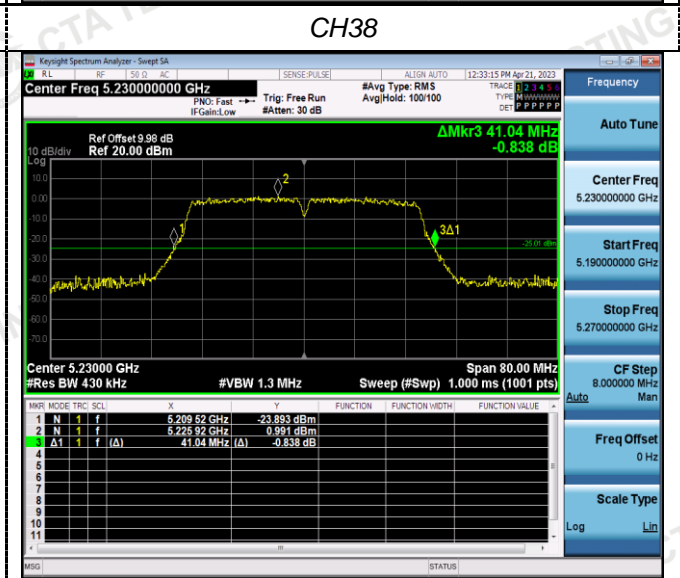 CH38
Keysight Spectrum Analyzer - Swept SA
RL RF 50 Ω AC SENSE:PULSE ALIGN AUTO 12:33:15 PM Apr 21, 2023
Center Freq 5.230000000 GHz #Avg Type: RMS TRACE 1 2 3 4 5 6
PNO: Fast Trig: Free Run Avg|Hold: 100/100 TYPE M WWWWW
IFGain:Low #Atten: 30 dB DET P P P P P P
Frequency
Auto Tune
Center Freq
5.230000000 GHz
Start Freq
5.190000000 GHz
Stop Freq
5.270000000 GHz
CF Step
8.000000 MHz
Auto Man
Freq Offset
0 Hz
Scale Type
Log Lin
ΔMkr3 41.04 MHz
-0.838 dB
Ref Offset 9.98 dB
10 dB/div Ref 20.00 dBm
Log
10.0
0.00
-10.0
-20.0
-30.0
-40.0
-50.0
-60.0
-70.0
1
2
3Δ1
-25.01 dBm
Center 5.23000 GHz Span 80.00 MHz
#Res BW 430 kHz #VBW 1.3 MHz Sweep (#Swp) 1.000 ms (1001 pts)
MKR MODE TRC SCL X Y FUNCTION FUNCTION WIDTH FUNCTION VALUE
1 N 1 f 5.209 52 GHz -23.893 dBm
2 N 1 f 5.225 92 GHz 0.991 dBm
3 Δ1 1 f (Δ) 41.04 MHz (Δ) -0.838 dB
4
5
6
7
8
9
10
11
MSG STATUS